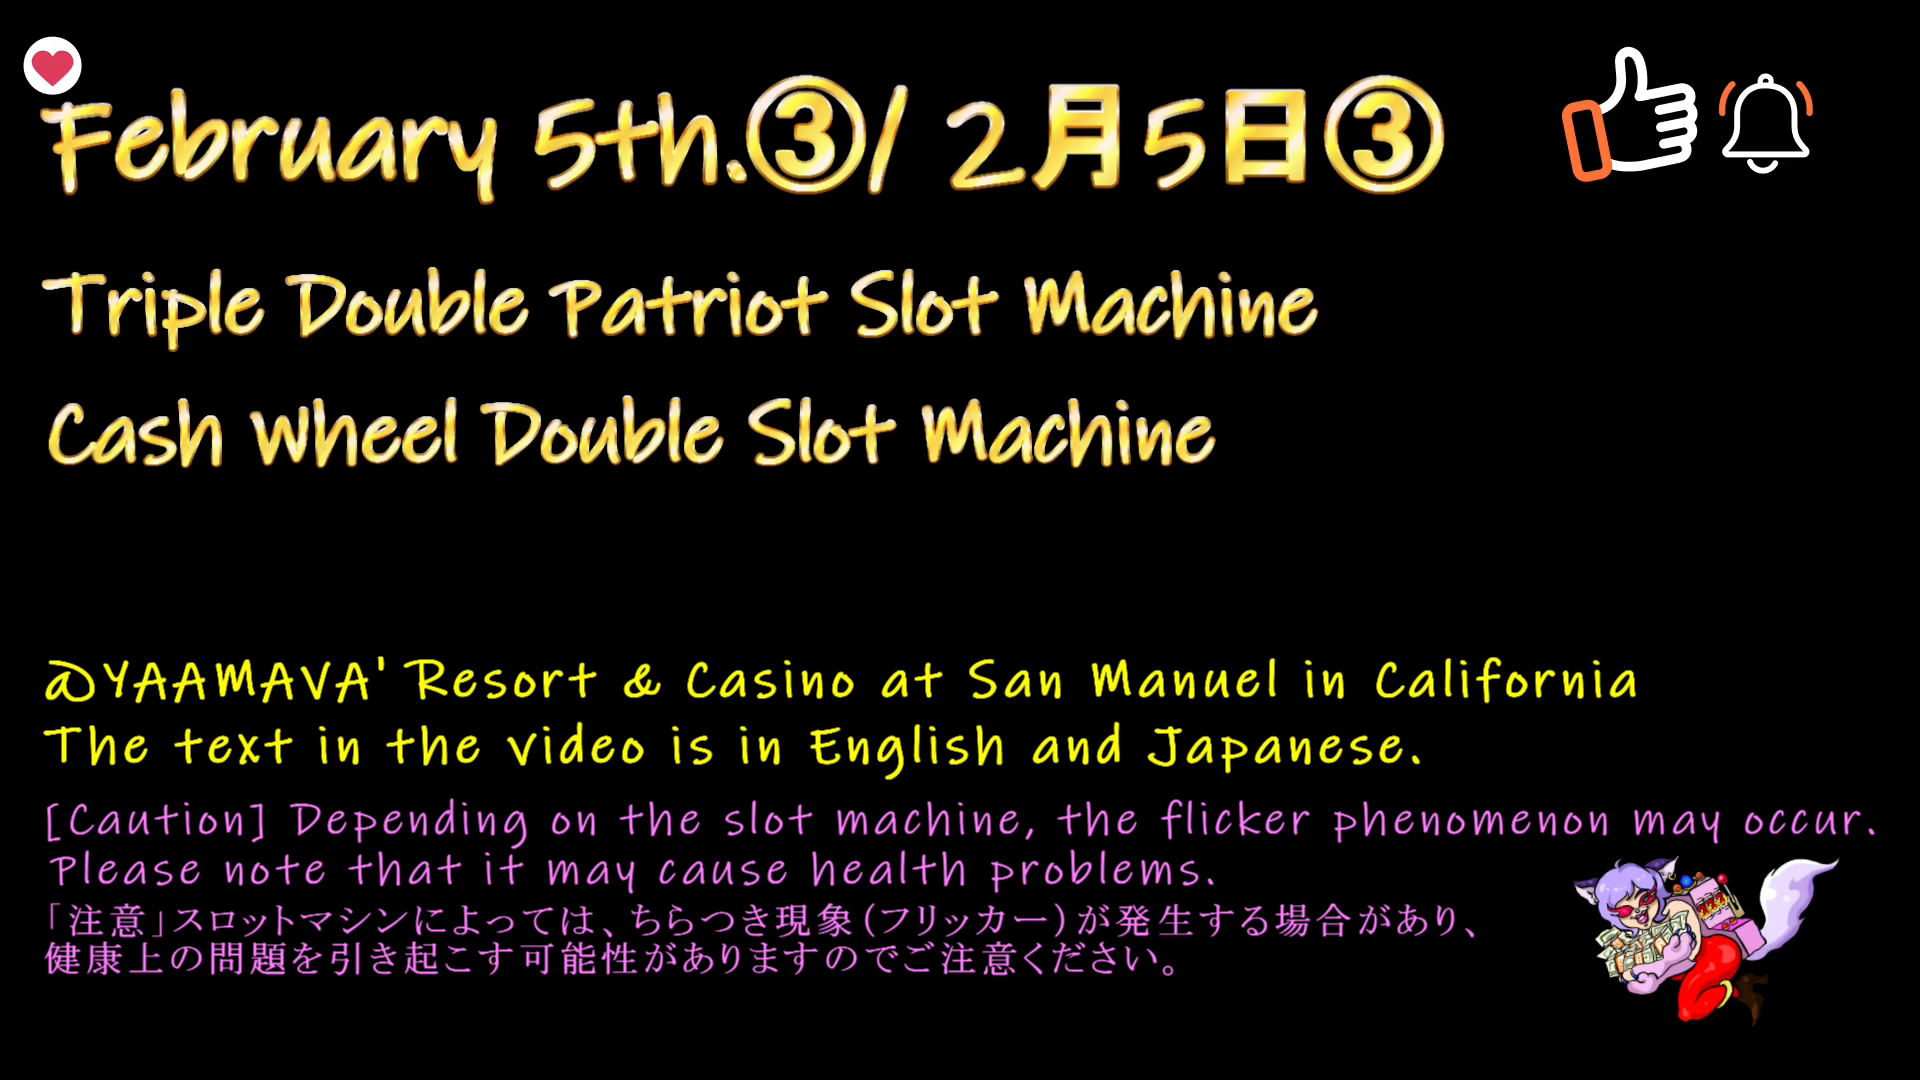 February 5th.③/ 2月5日③
Triple Double Patriot Slot Machine
Cash Wheel Double Slot Machine
@YAAMAVA' Resort & Casino at San Manuel in California
The text in the video is in English and Japanese.
[Caution] Depending on the slot machine, the flicker phenomenon may occur.
Please note that it may cause health problems.
「注意」スロットマシンによっては、ちらつき現象(フリッカー)が発生する場合があり、
健康上の問題を引き起こす可能性がありますのでご注意ください。
777